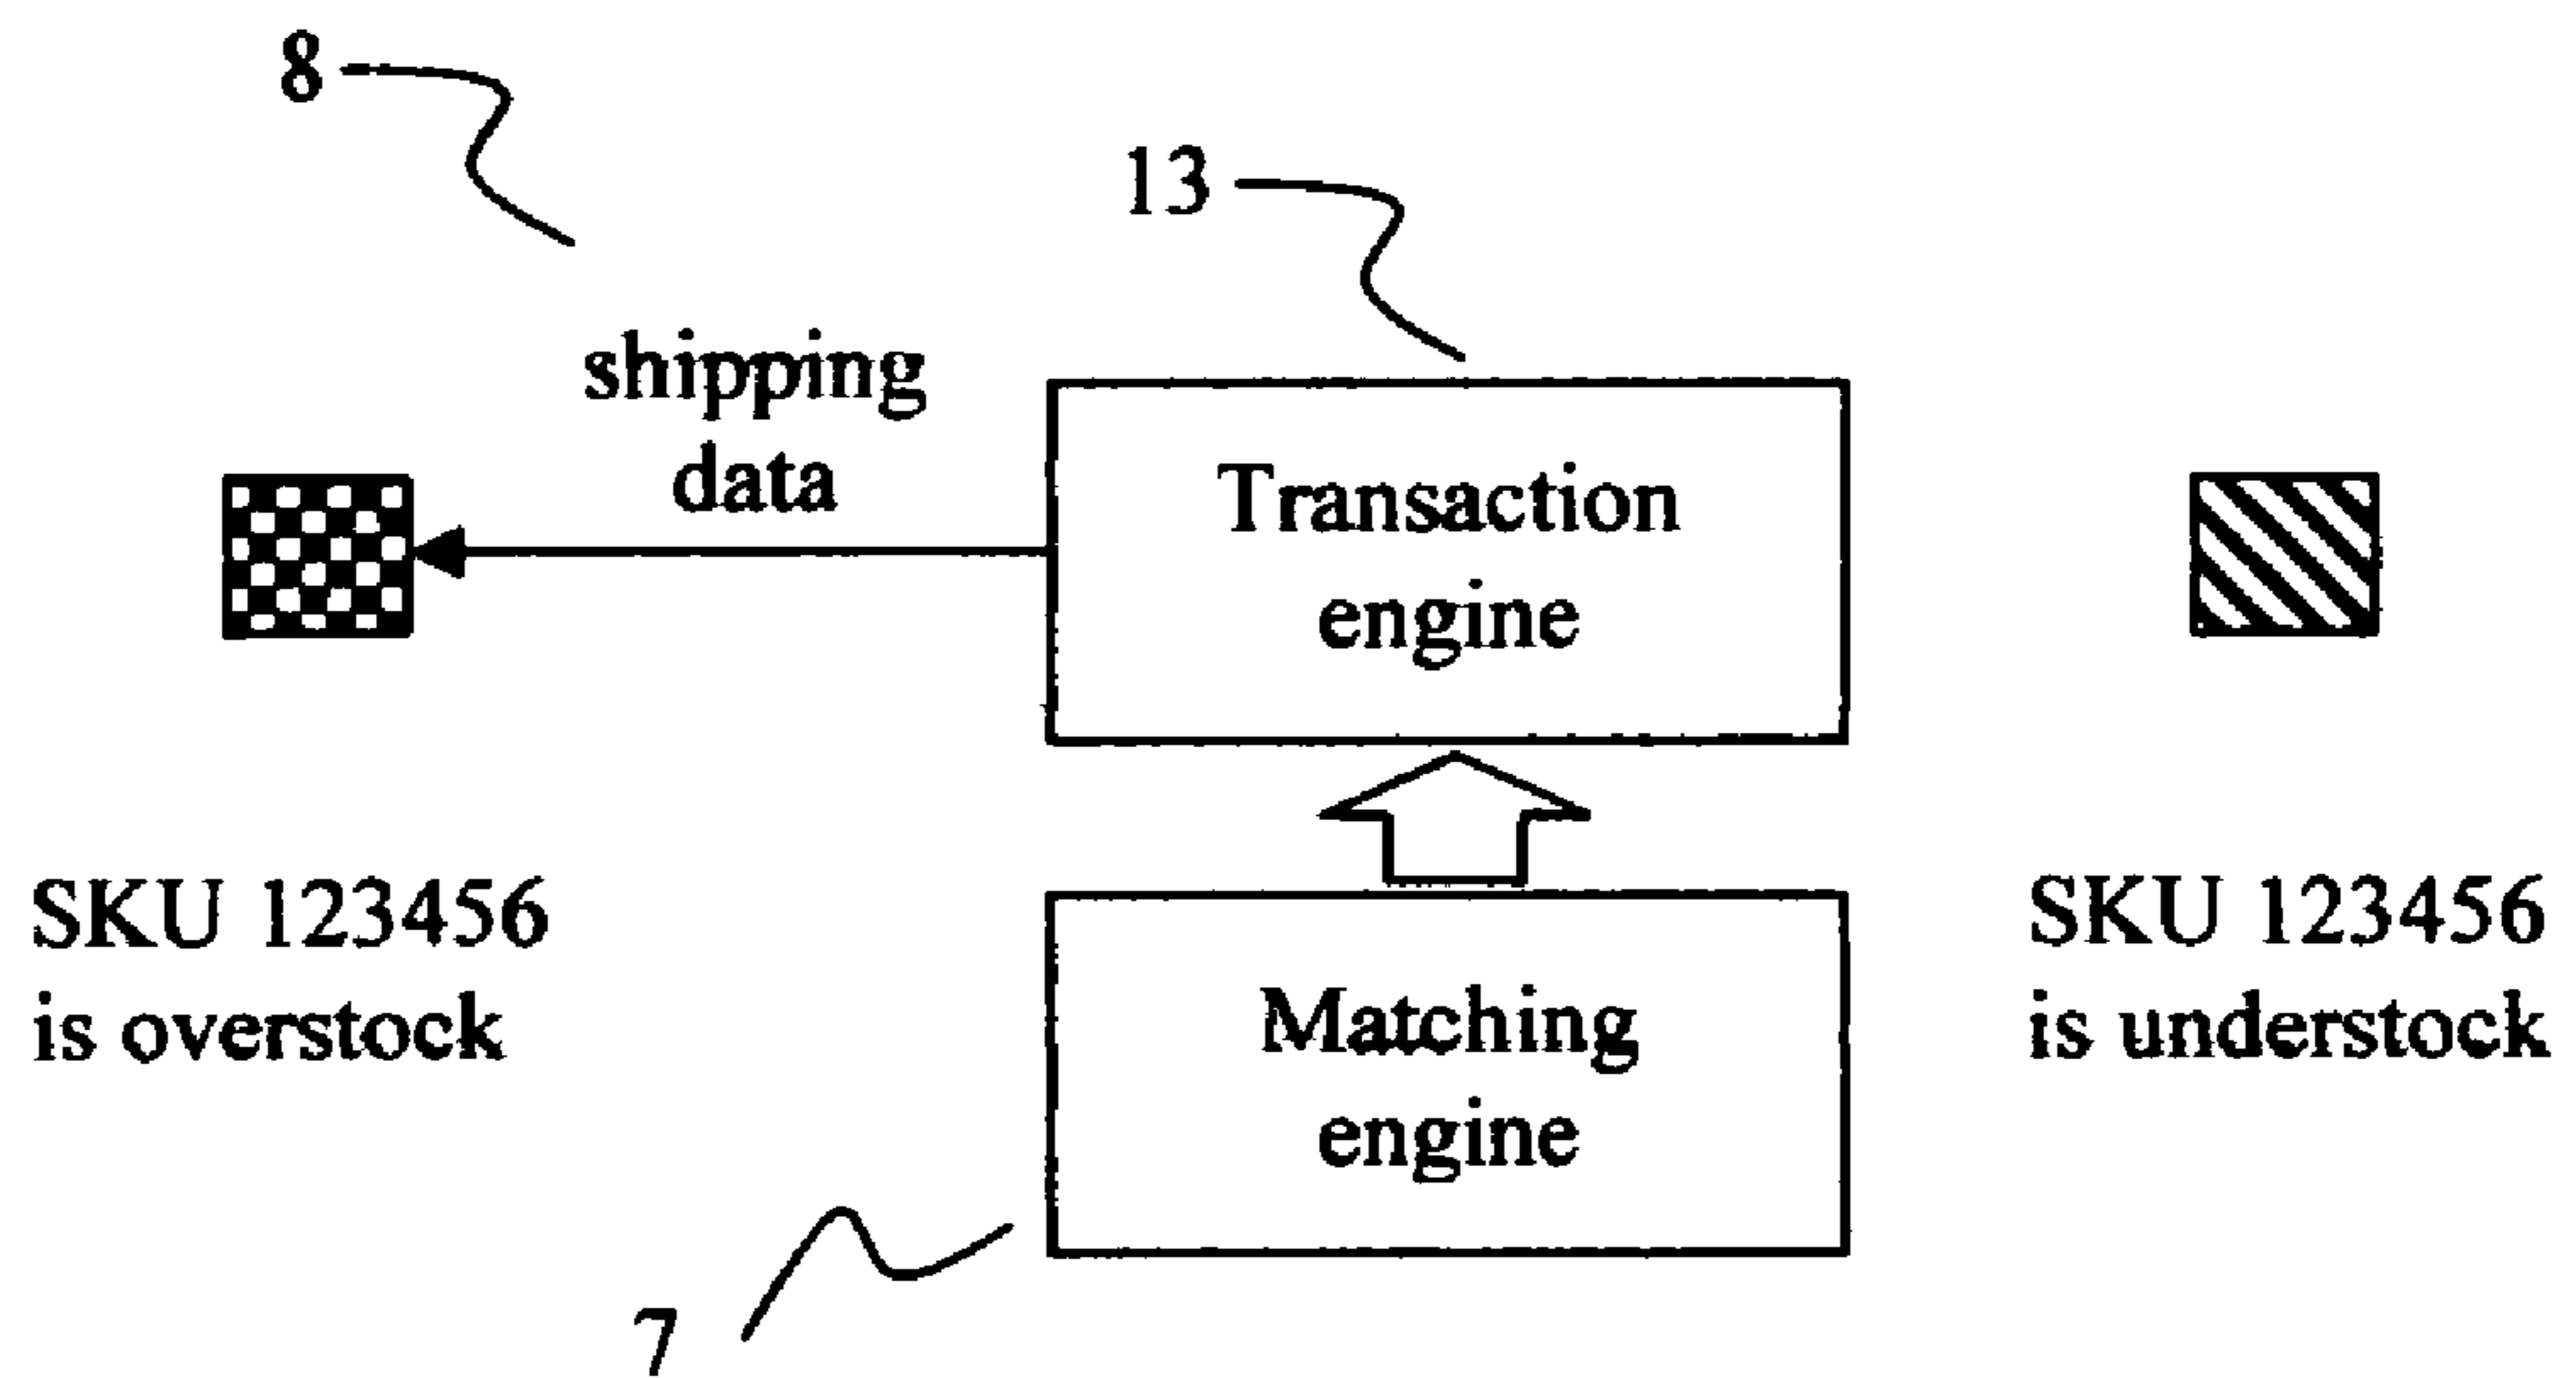 8
13
shipping
data
Transaction
engine
SKU 123456
is overstock
Matching
engine
SKU 123456
is understock
7